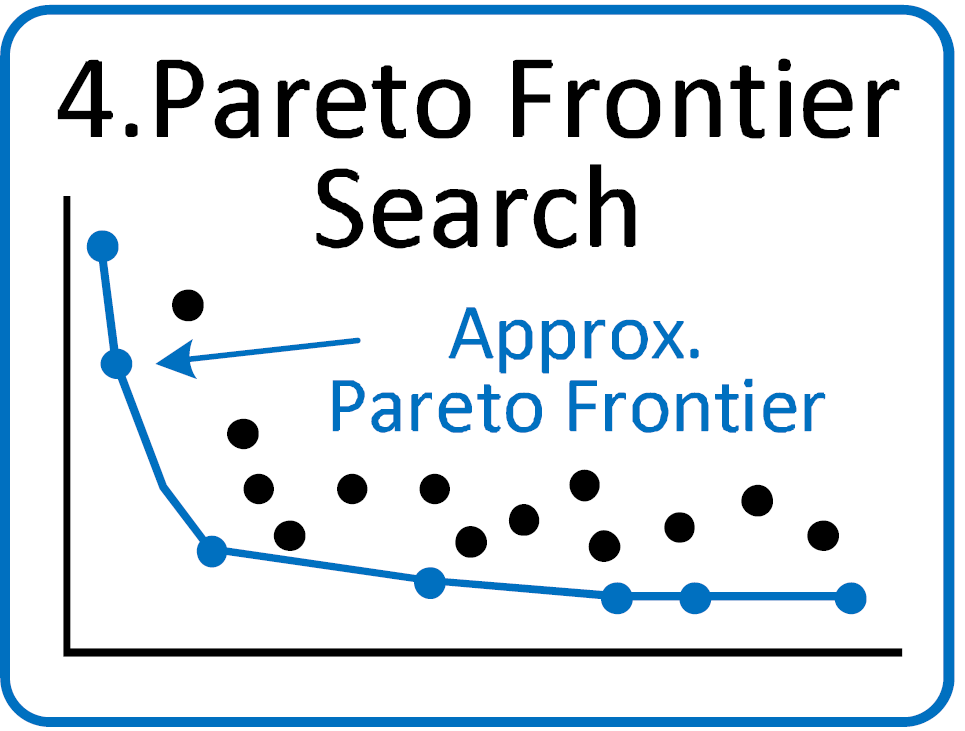 4.Pareto Frontier
Search
Approx.
Pareto Frontier